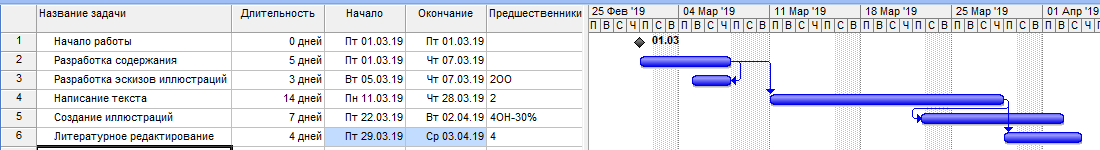 Название задачи Длительность Начало Окончание Предшественники 25 Фев '19 04 Мар '19 11 Мар '19 18 Мар '19 25 Мар '19 01 Апр '19
П В С Ч П С В П В С Ч П С В П В С Ч П С В П В С Ч П С В П В С Ч П С В П В С Ч
1 Начало работы 0 дней Пт 01.03.19 Пт 01.03.19 01.03
2 Разработка содержания 5 дней Пт 01.03.19 Чт 07.03.19
3 Разработка эскизов иллюстраций 3 дней Вт 05.03.19 Чт 07.03.19 2ОО
4 Написание текста 14 дней Пн 11.03.19 Чт 28.03.19 2
5 Создание иллюстраций 7 дней Пт 22.03.19 Вт 02.04.19 4ОН-30%
6 Литературное редактирование 4 дней Пт 29.03.19 Ср 03.04.19 4